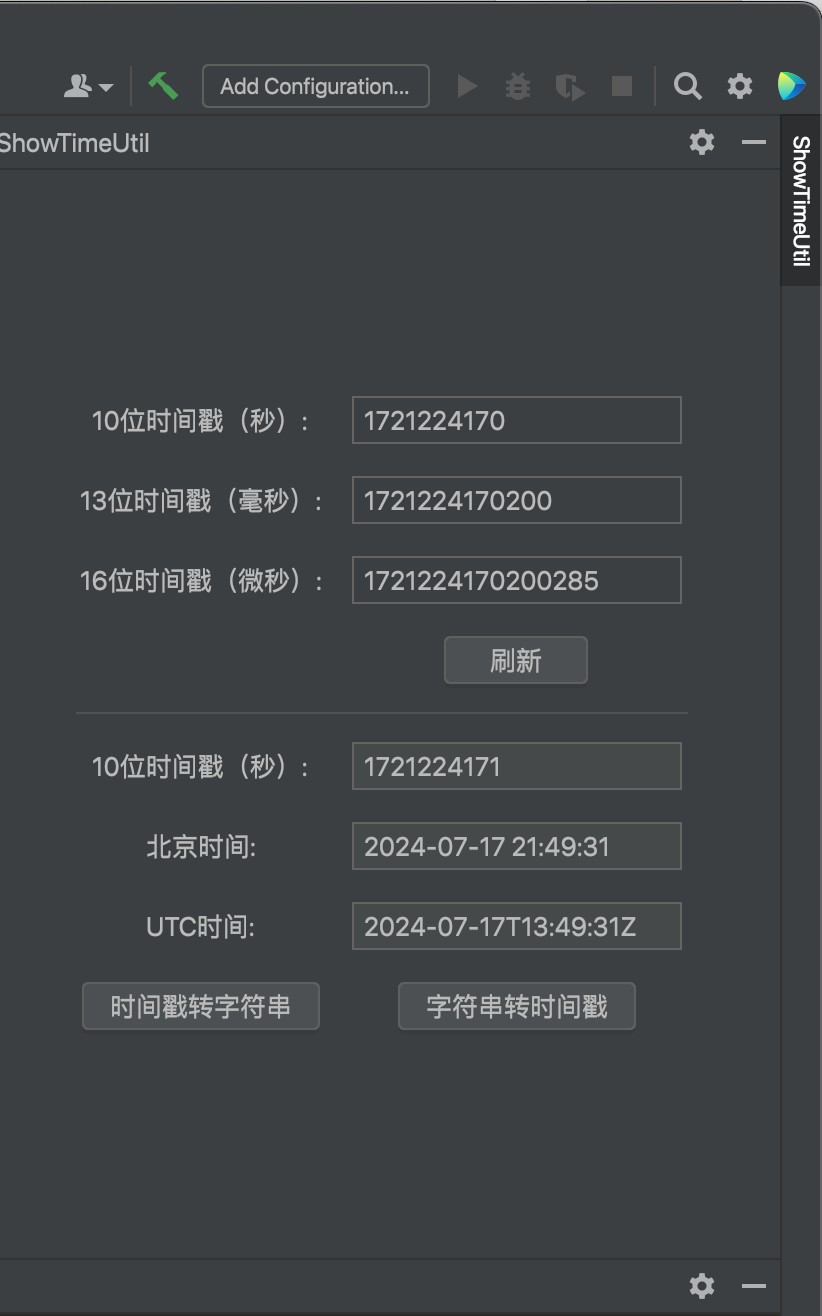 Add Configuration...
ShowTimeUtil
ShowTimeUtil
10位时间戳（秒）: 1721224170
13位时间戳（毫秒）: 1721224170200
16位时间戳（微秒）: 1721224170200285
刷新
10位时间戳（秒）: 1721224171
北京时间: 2024-07-17 21:49:31
UTC时间: 2024-07-17T13:49:31Z
时间戳转字符串 字符串转时间戳